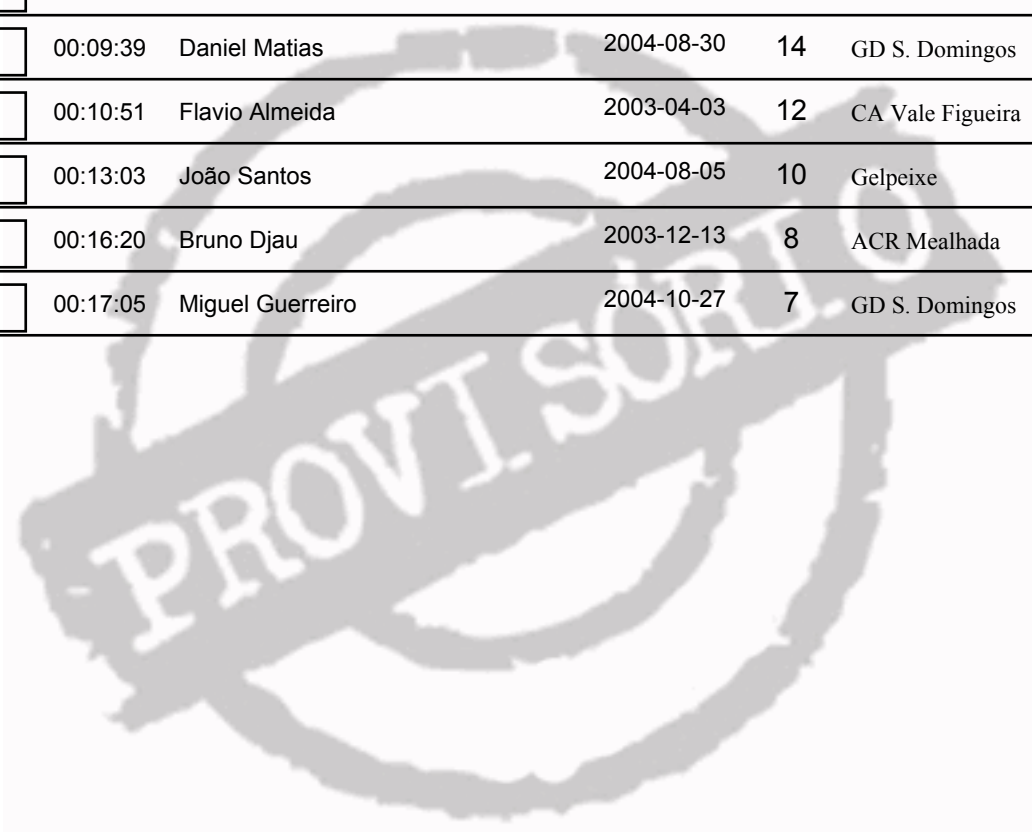 00:09:39 Daniel Matias 2004-08-30 14 GD S. Domingos
00:10:51 Flavio Almeida 2003-04-03 12 CA Vale Figueira
00:13:03 João Santos 2004-08-05 10 Gelpeixe
00:16:20 Bruno Djau 2003-12-13 8 ACR Mealhada
00:17:05 Miguel Guerreiro 2004-10-27 7 GD S. Domingos
PROVISÓRIO